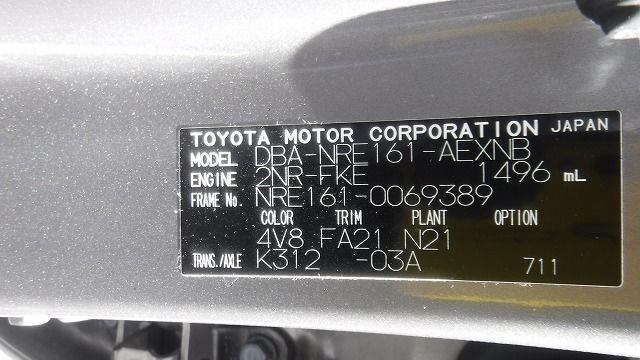 TOYOTA MOTOR CORPORATION JAPAN
MODEL DBA-NRE161-AEXNB
ENGINE 2NR-FKE 1496 mL
FRAME No. NRE161-0069389
COLOR TRIM PLANT OPTION
4V8 FA21 N21
TRANS./AXLE K312 -03A 711